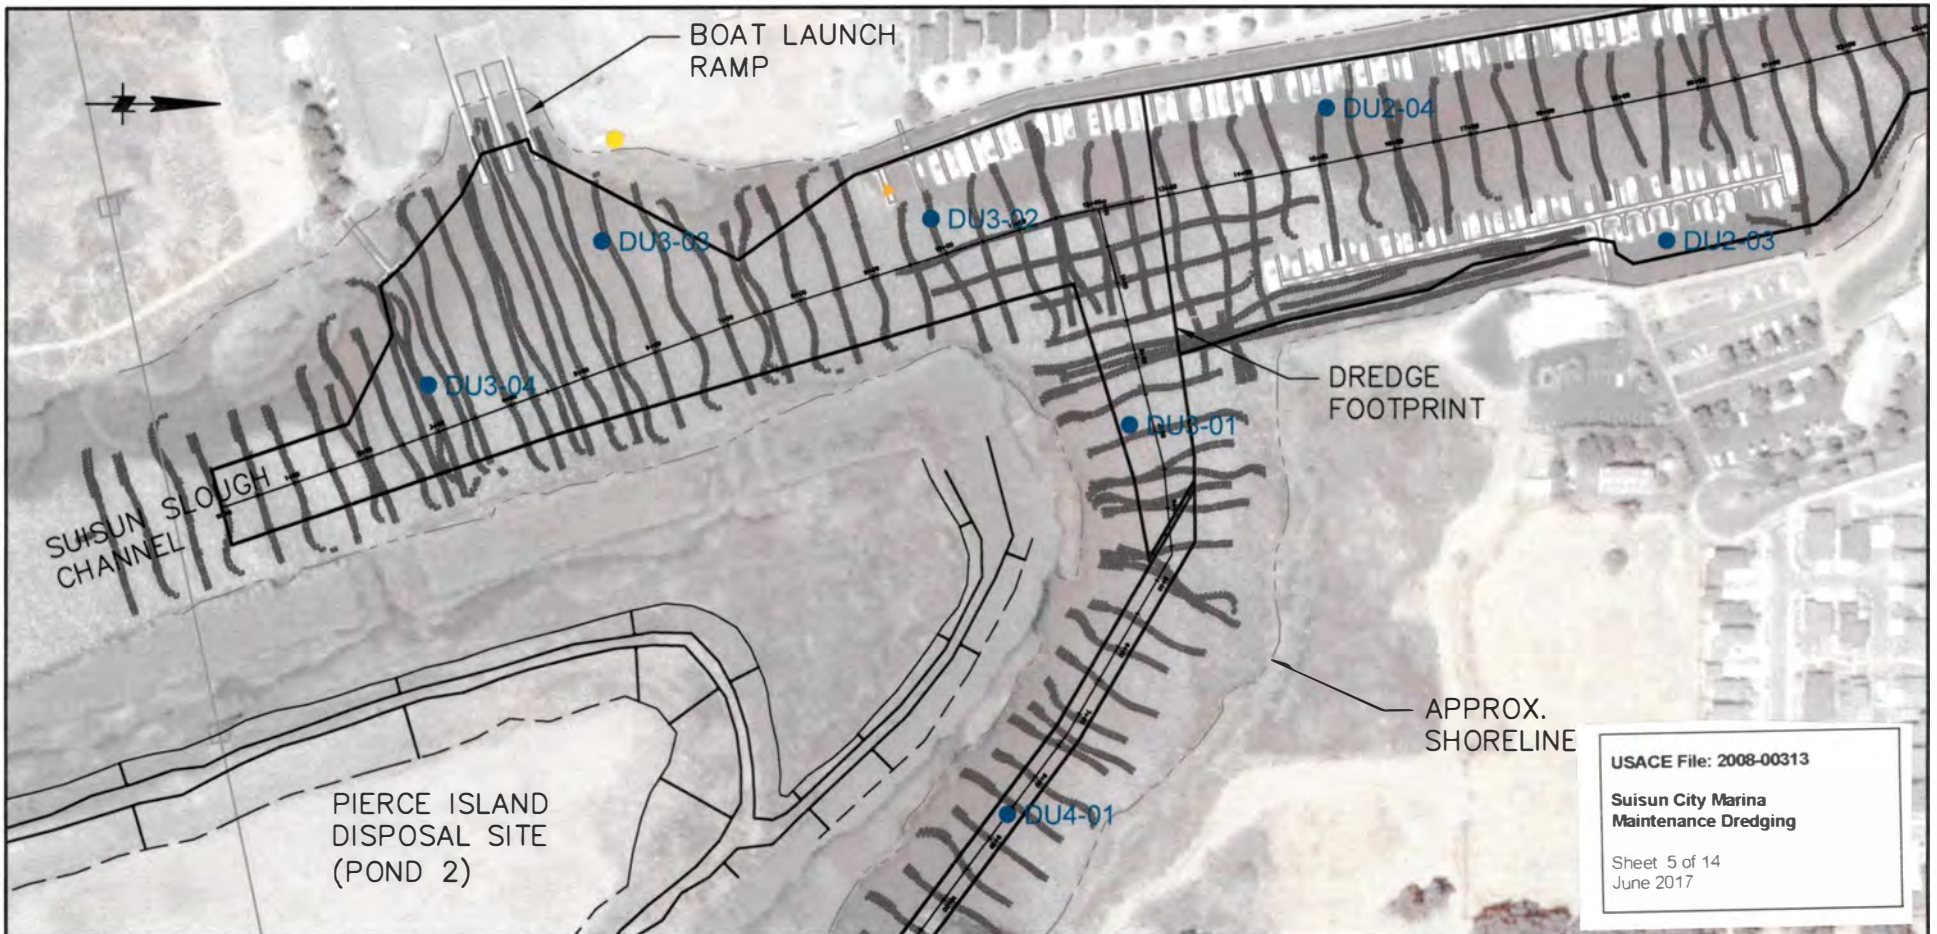 BOAT LAUNCH
RAMP
DU2-04
DU3-02
DU3-03
DU2-03
DU3-04
DREDGE
FOOTPRINT
DU3-01
SUISUN SLOUGH
CHANNEL
APPROX.
SHORELINE
PIERCE ISLAND
DISPOSAL SITE
(POND 2)
DU4-01
USACE File: 2008-00313
Suisun City Marina
Maintenance Dredging
Sheet 5 of 14
June 2017